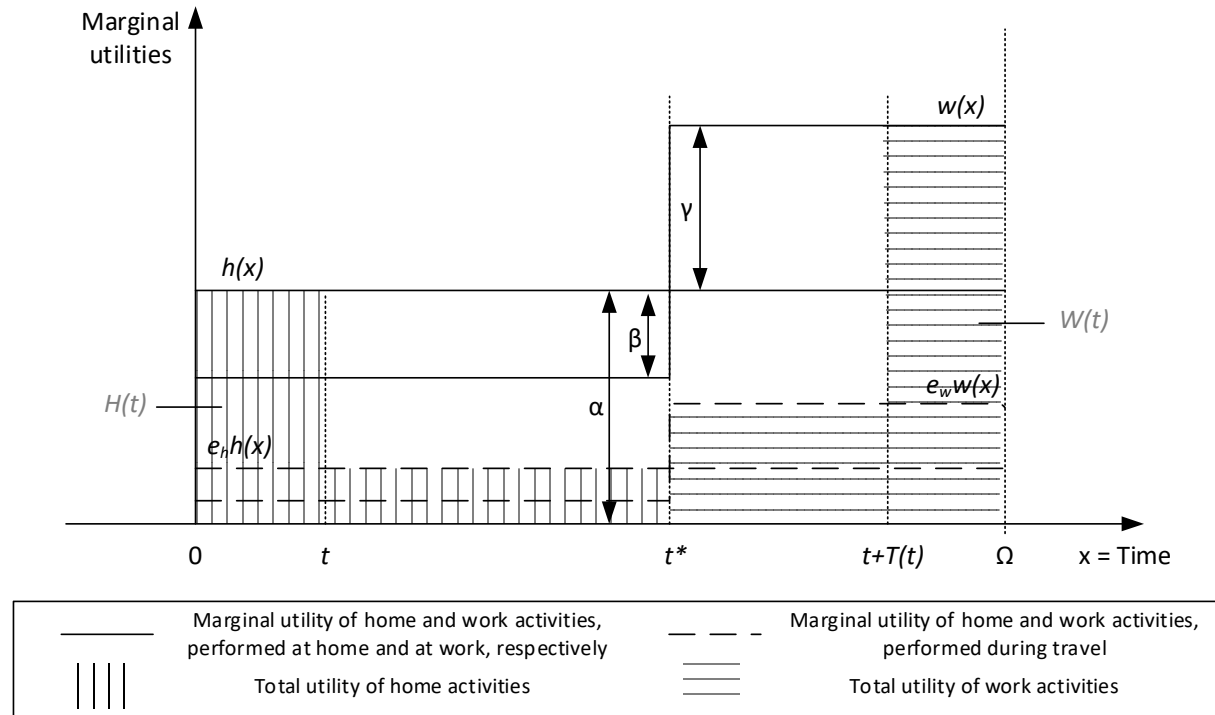 Marginal
utilities
w(x)
γ
h(x)
β
W(t)
α
e_w w(x)
H(t)
e_h h(x)
0 t t* t+T(t) Ω x = Time
Marginal utility of home and work activities,
performed at home and at work, respectively
Marginal utility of home and work activities,
performed during travel
Total utility of home activities
Total utility of work activities